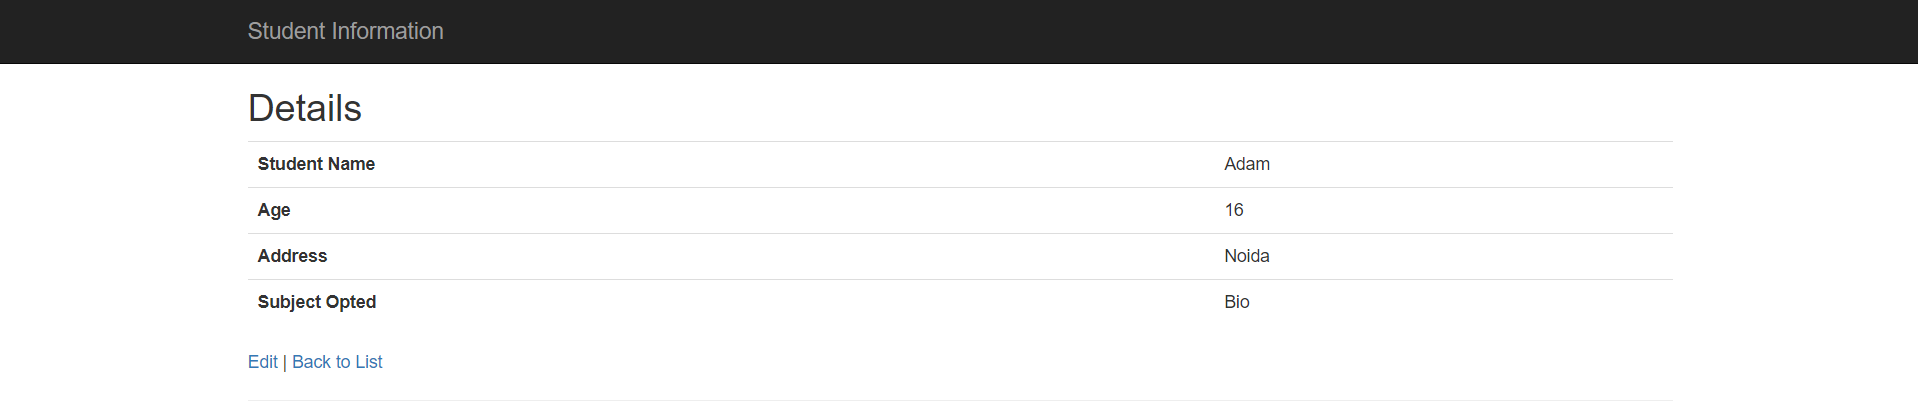 Student Information
Details
Student Name Adam
Age 16
Address Noida
Subject Opted Bio
Edit | Back to List